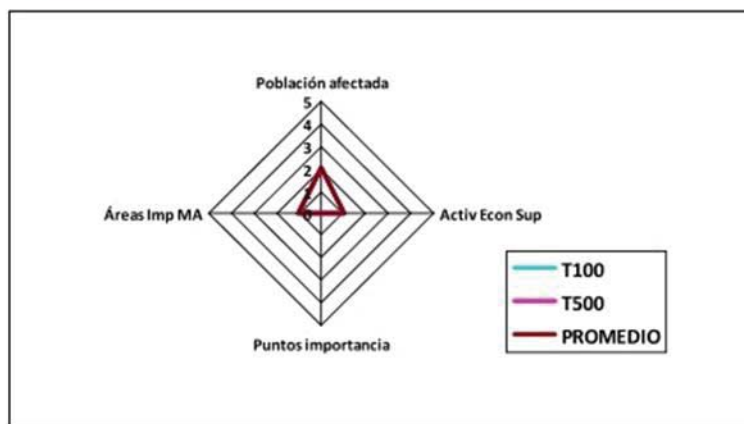 Población afectada
5
4
3
2
1
0
Áreas Imp MA
Activ Econ Sup
Puntos importancia
T100
T500
PROMEDIO